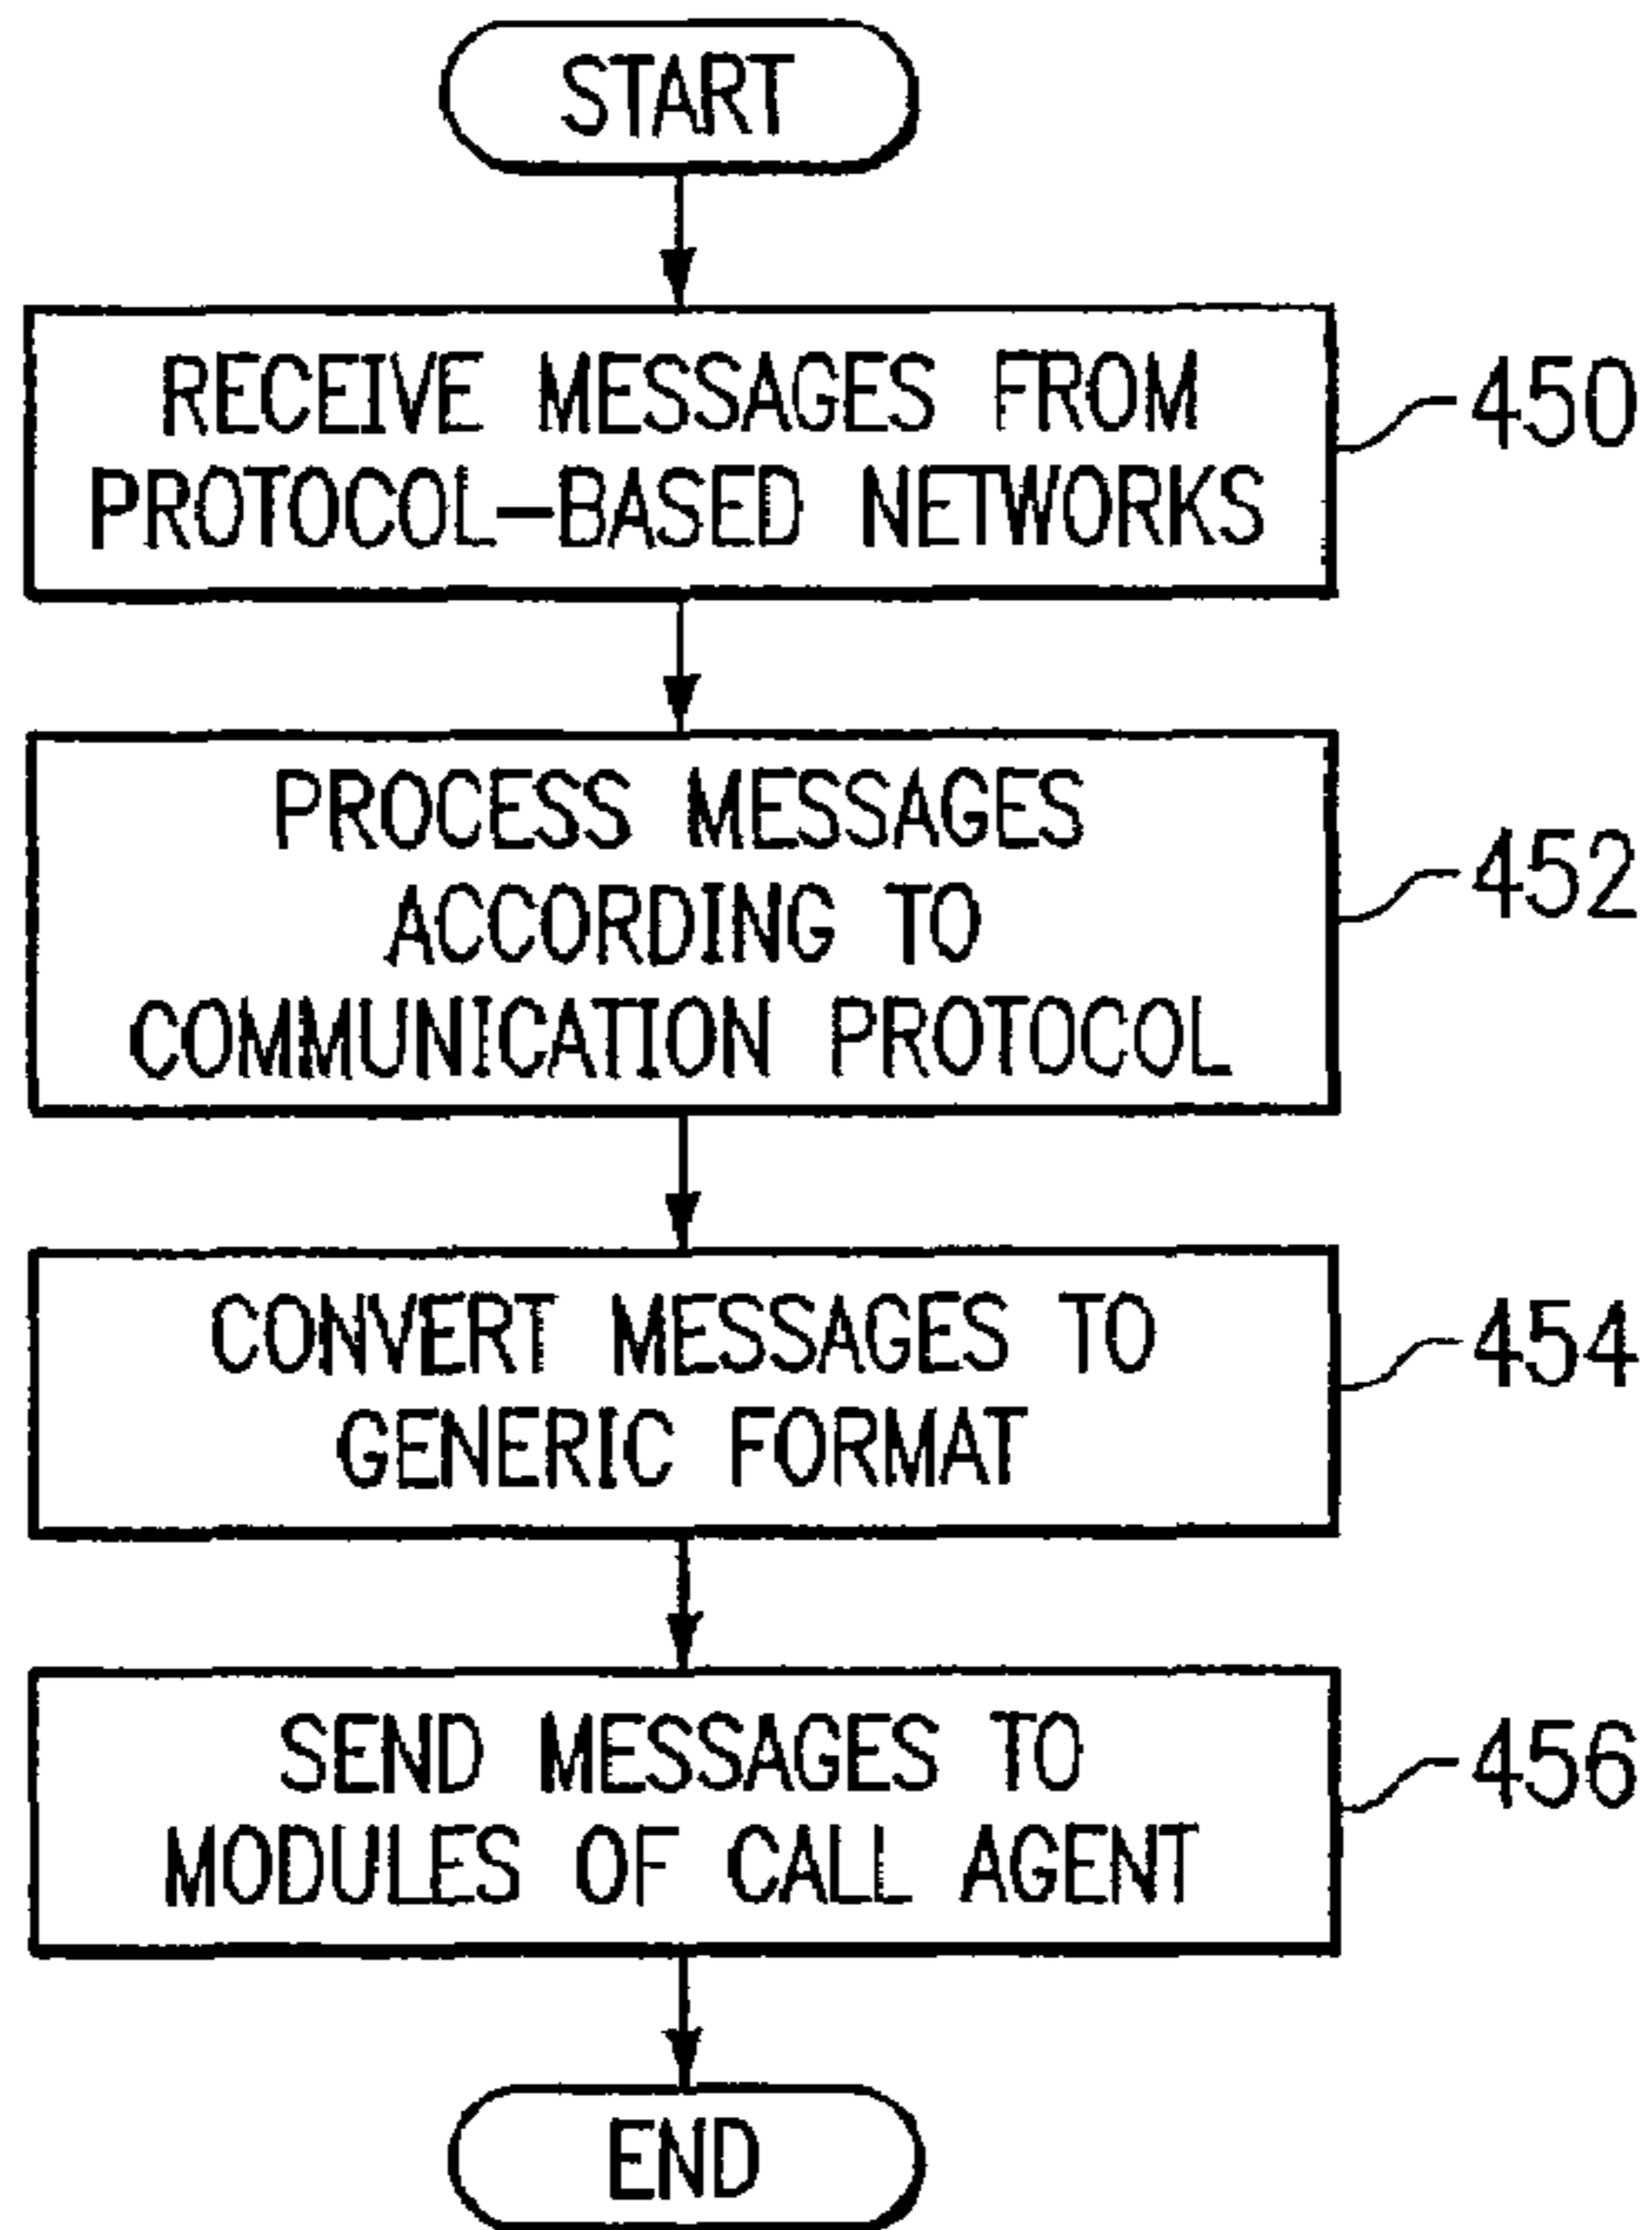 START
RECEIVE MESSAGES FROM
PROTOCOL-BASED NETWORKS
450
PROCESS MESSAGES
ACCORDING TO
COMMUNICATION PROTOCOL
452
CONVERT MESSAGES TO
GENERIC FORMAT
454
SEND MESSAGES TO
MODULES OF CALL AGENT
456
END